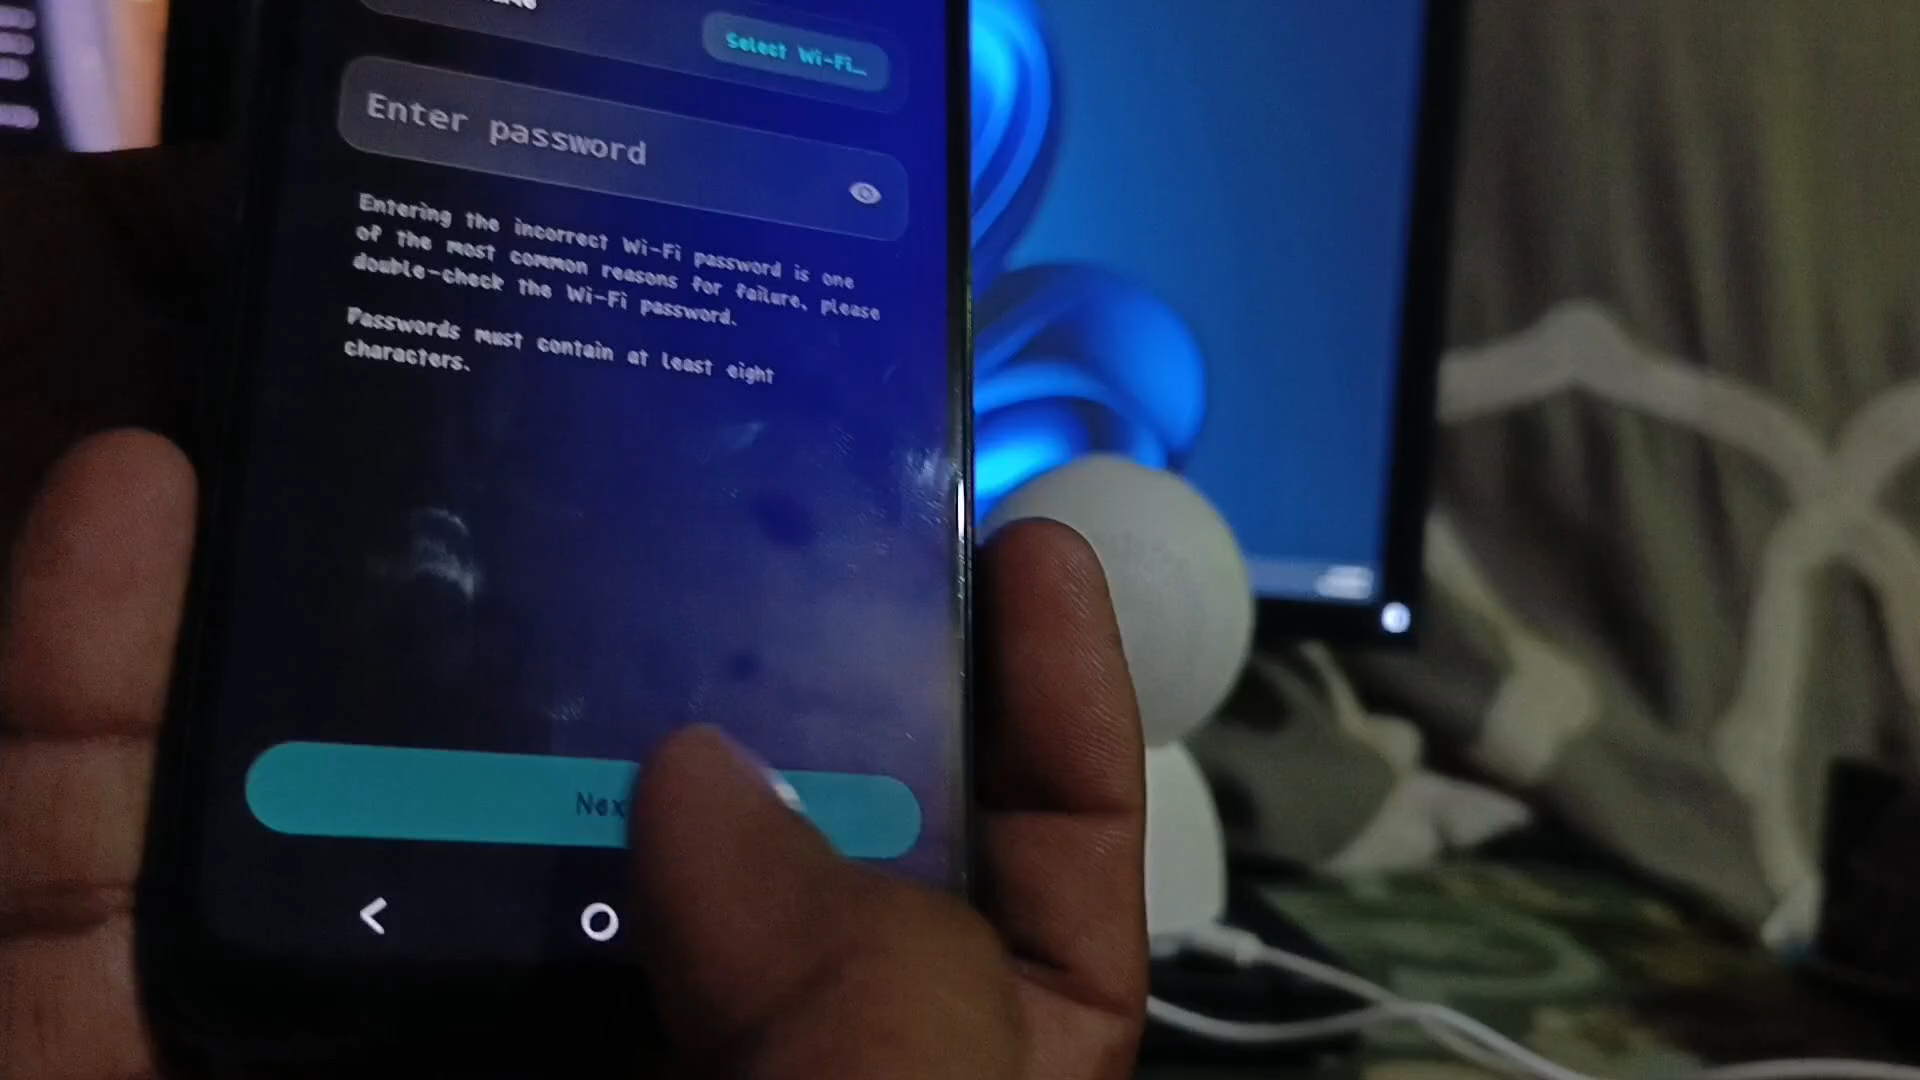 Select Wi-Fi…
Enter password
Entering the incorrect Wi-Fi password is one
of the most common reasons for failure, please
double-check the Wi-Fi password.
Passwords must contain at least eight
characters.
Nex